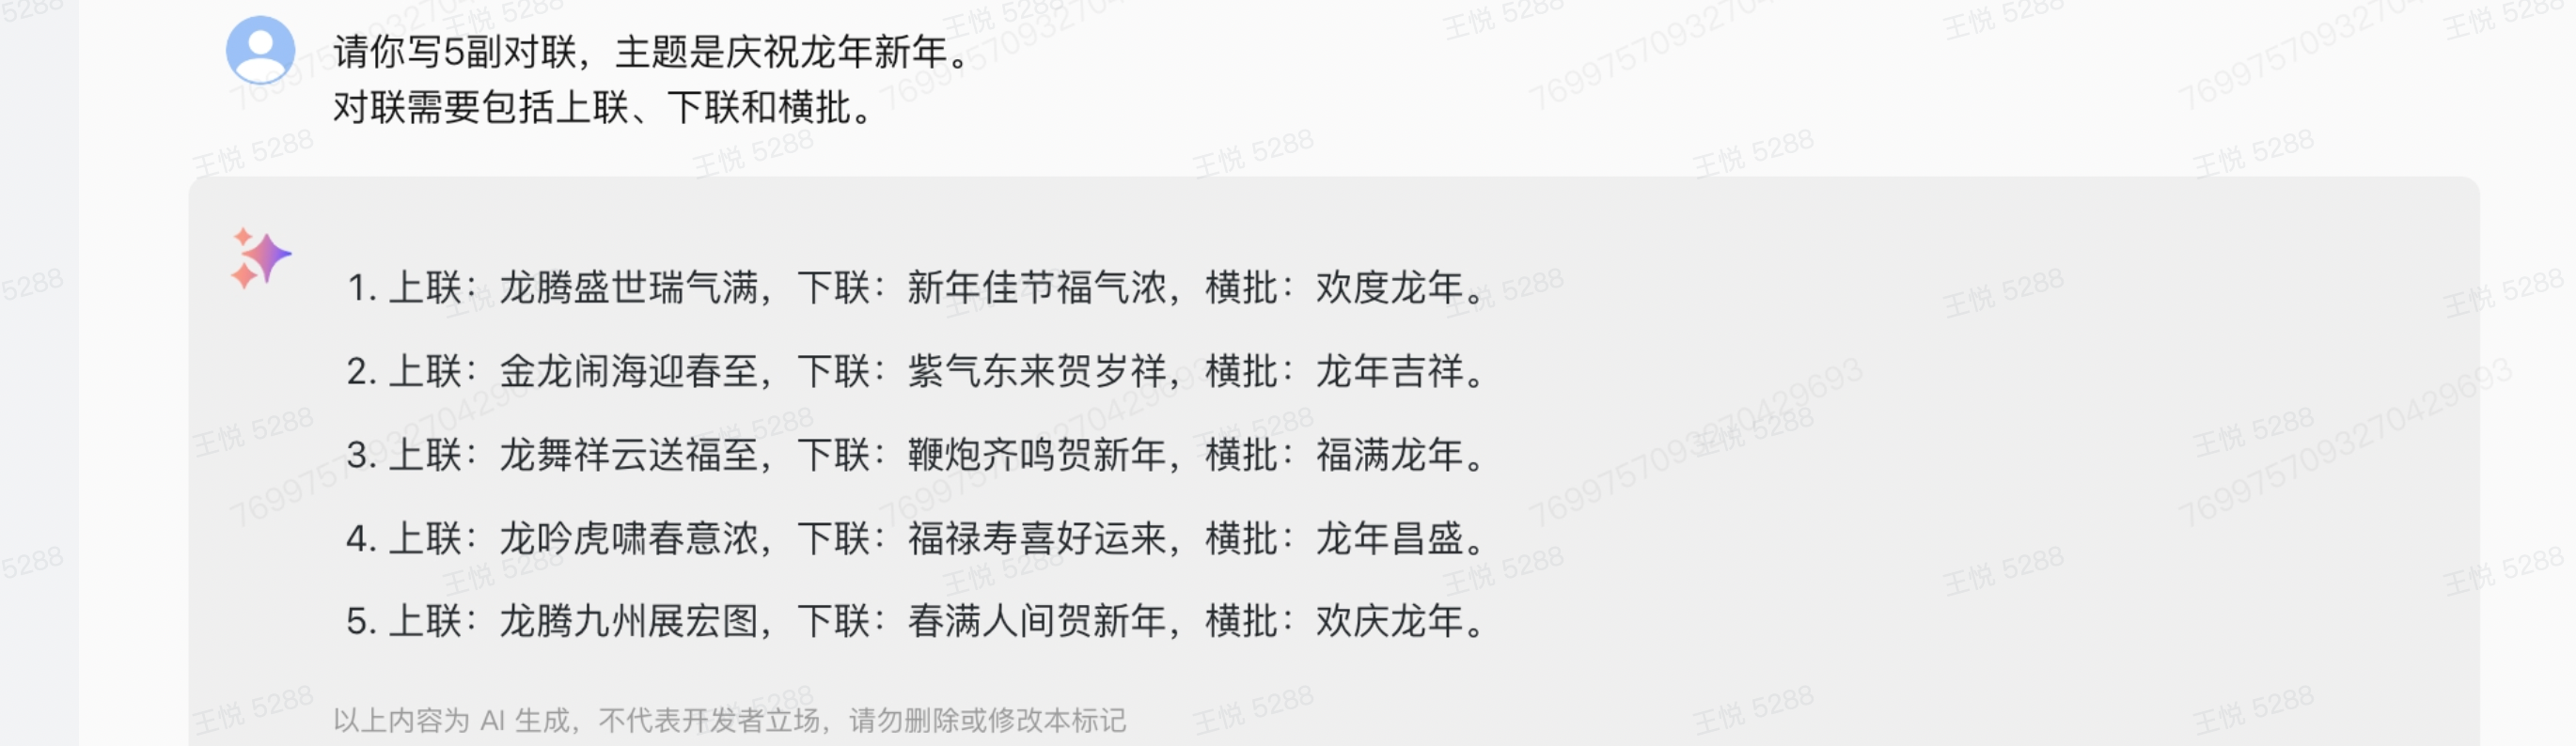 请你写5副对联，主题是庆祝龙年新年。
对联需要包括上联、下联和横批。
1. 上联：龙腾盛世瑞气满，下联：新年佳节福气浓，横批：欢度龙年。
2. 上联：金龙闹海迎春至，下联：紫气东来贺岁祥，横批：龙年吉祥。
3. 上联：龙舞祥云送福至，下联：鞭炮齐鸣贺新年，横批：福满龙年。
4. 上联：龙吟虎啸春意浓，下联：福禄寿喜好运来，横批：龙年昌盛。
5. 上联：龙腾九州展宏图，下联：春满人间贺新年，横批：欢庆龙年。
以上内容为 AI 生成，不代表开发者立场，请勿删除或修改本标记
王悦 5288
7699757093270429693